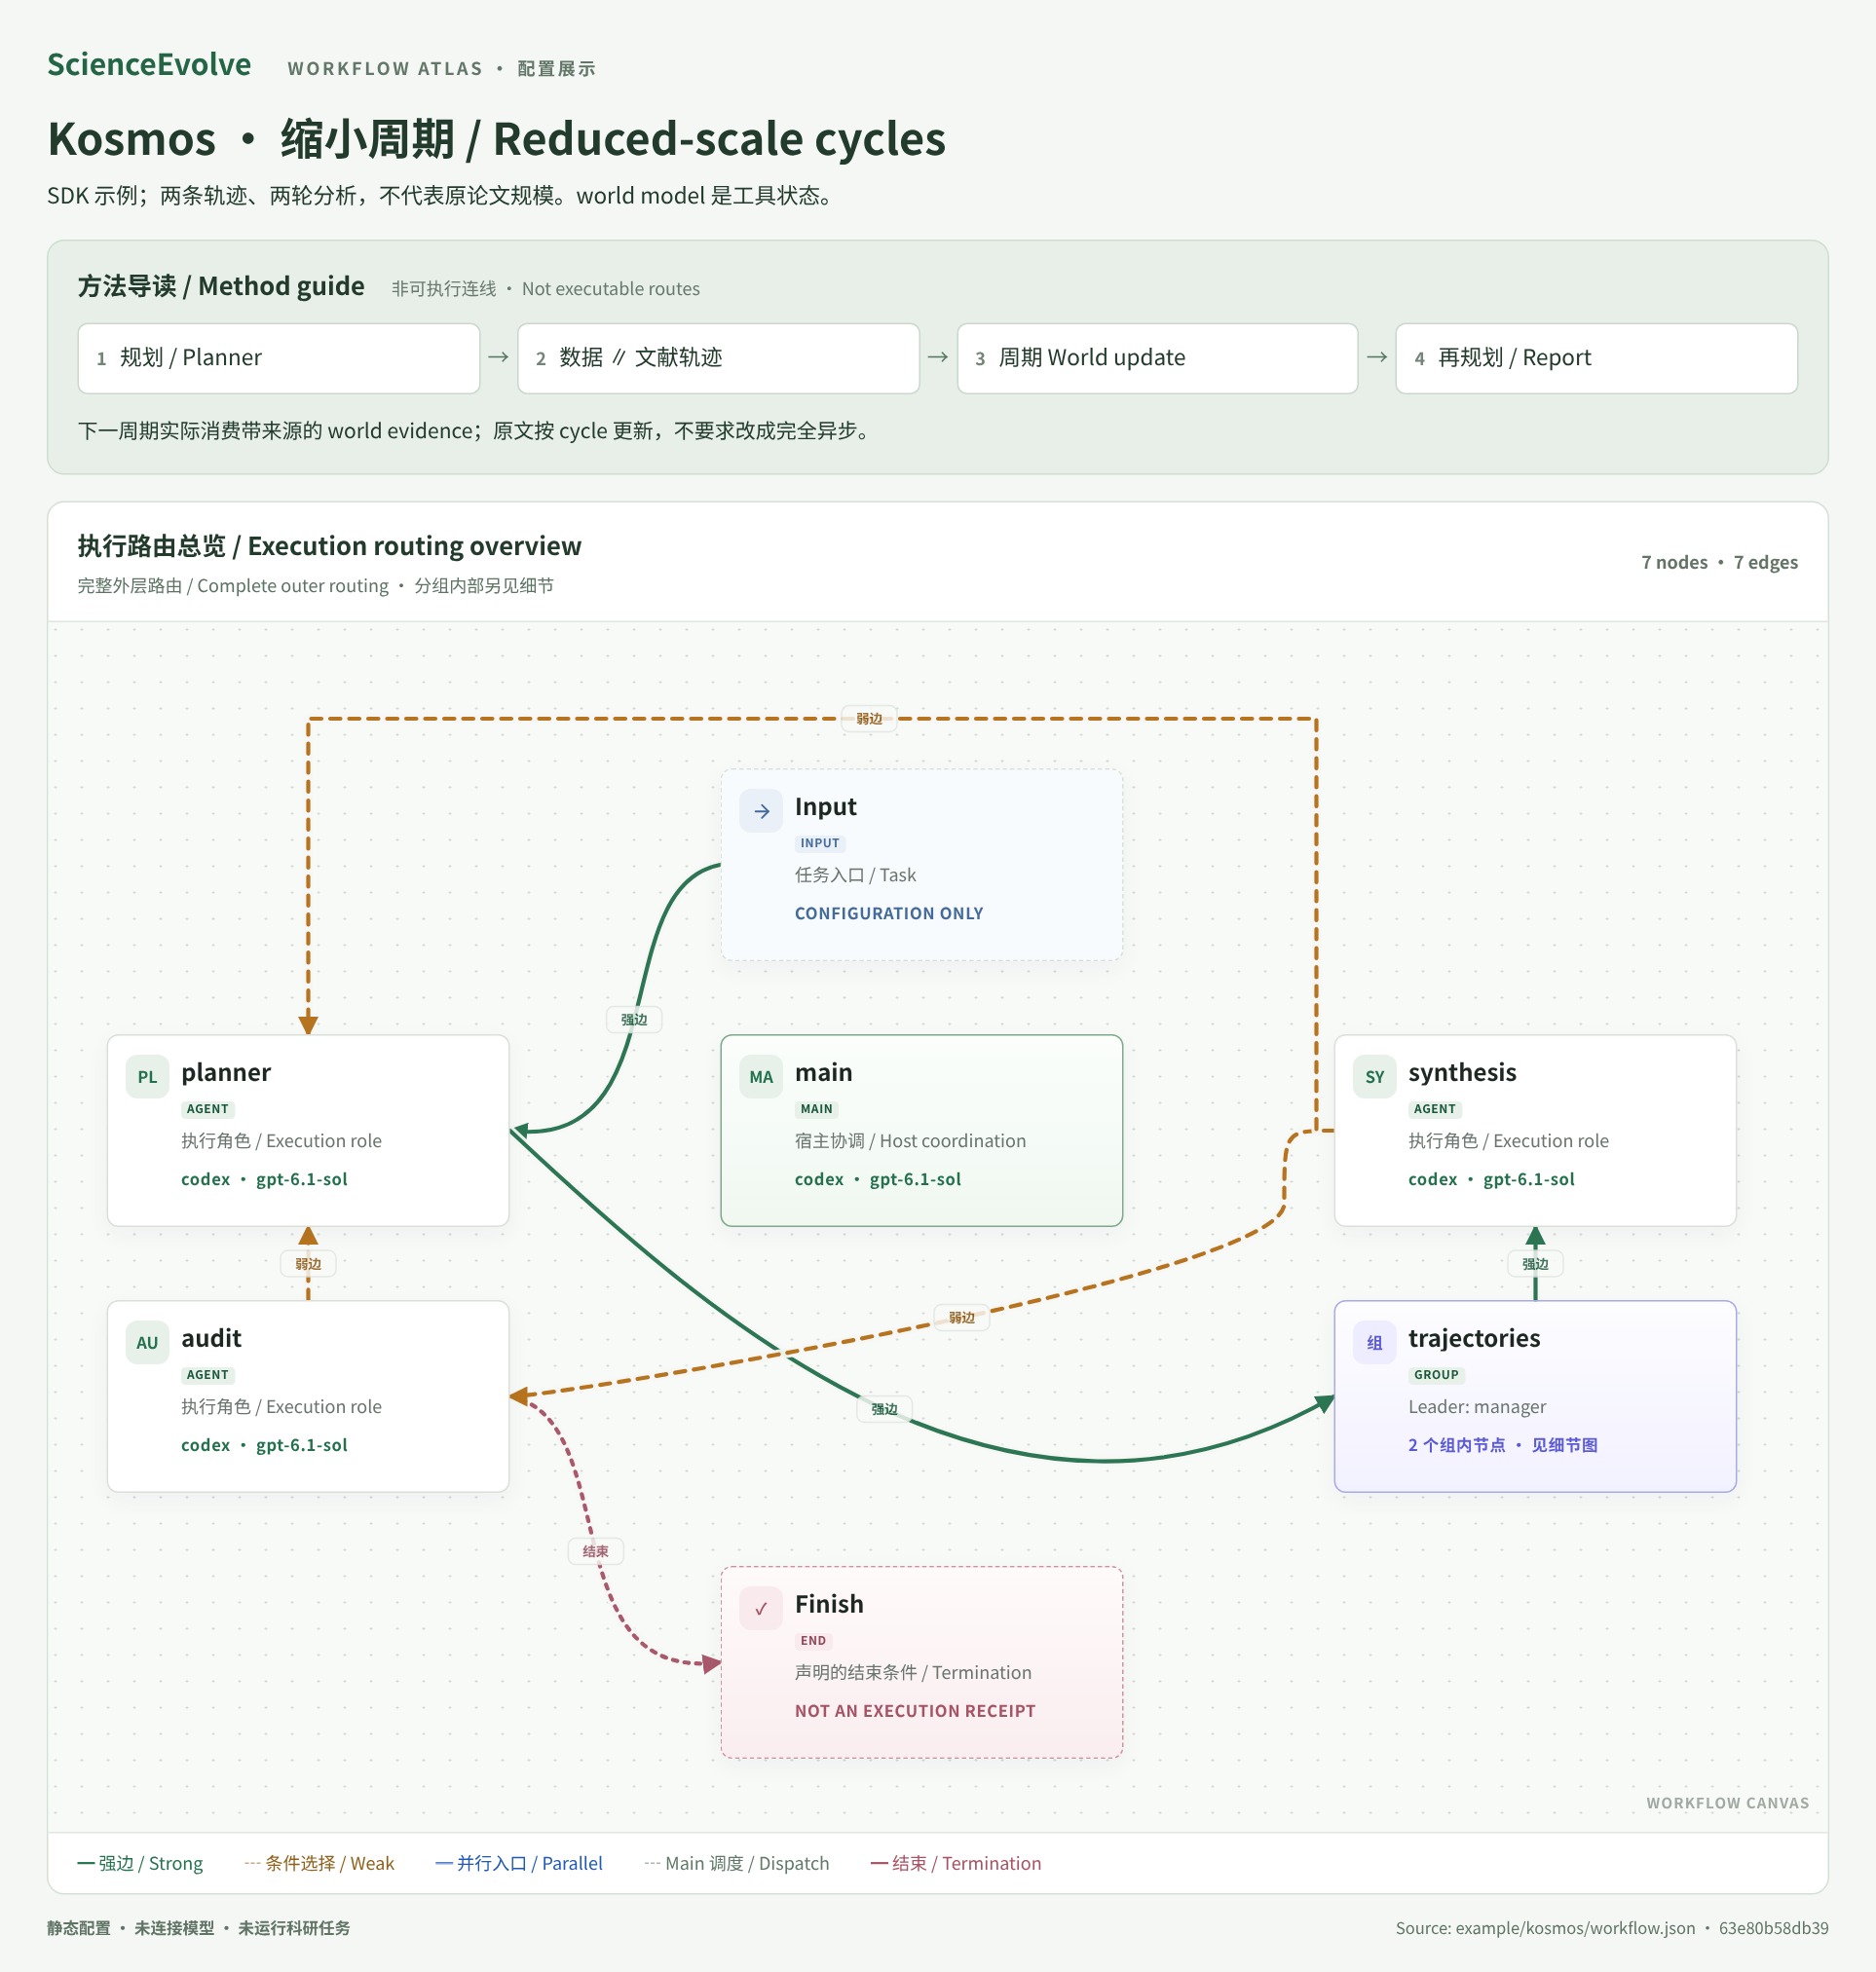 ScienceEvolve WORKFLOW ATLAS · 配置展示
Kosmos · 缩小周期 / Reduced-scale cycles
SDK 示例；两条轨迹、两轮分析，不代表原论文规模。world model 是工具状态。
方法导读 / Method guide 非可执行连线 · Not executable routes
1 规划 / Planner → 2 数据 ∥ 文献轨迹 → 3 周期 World update → 4 再规划 / Report
下一周期实际消费带来源的 world evidence；原文按 cycle 更新，不要求改成完全异步。
执行路由总览 / Execution routing overview
完整外层路由 / Complete outer routing · 分组内部另见细节
7 nodes · 7 edges
弱边
→ Input
INPUT
任务入口 / Task
CONFIGURATION ONLY
强边
PL planner
AGENT
执行角色 / Execution role
codex · gpt-6.1-sol
MA main
MAIN
宿主协调 / Host coordination
codex · gpt-6.1-sol
SY synthesis
AGENT
执行角色 / Execution role
codex · gpt-6.1-sol
弱边
强边
弱边
AU audit
AGENT
执行角色 / Execution role
codex · gpt-6.1-sol
强边
组 trajectories
GROUP
Leader: manager
2 个组内节点 · 见细节图
结束
✓ Finish
END
声明的结束条件 / Termination
NOT AN EXECUTION RECEIPT
WORKFLOW CANVAS
强边 / Strong 条件选择 / Weak 并行入口 / Parallel Main 调度 / Dispatch 结束 / Termination
静态配置 · 未连接模型 · 未运行科研任务
Source: example/kosmos/workflow.json · 63e80b58db39